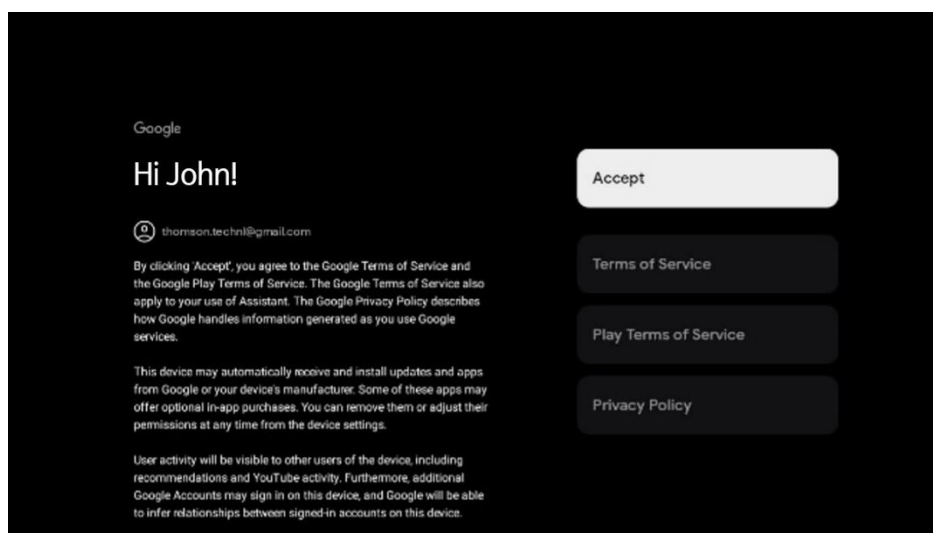 Google
Hi John!
thomson.technl@gmail.com
By clicking 'Accept', you agree to the Google Terms of Service and
the Google Play Terms of Service. The Google Terms of Service also
apply to your use of Assistant. The Google Privacy Policy describes
how Google handles information generated as you use Google
services.
This device may automatically receive and install updates and apps
from Google or your device's manufacturer. Some of these apps may
offer optional in-app purchases. You can remove them or adjust their
permissions at any time from the device settings.
User activity will be visible to other users of the device, including
recommendations and YouTube activity. Furthermore, additional
Google Accounts may sign in on this device, and Google will be able
to infer relationships between signed-in accounts on this device.
Accept
Terms of Service
Play Terms of Service
Privacy Policy